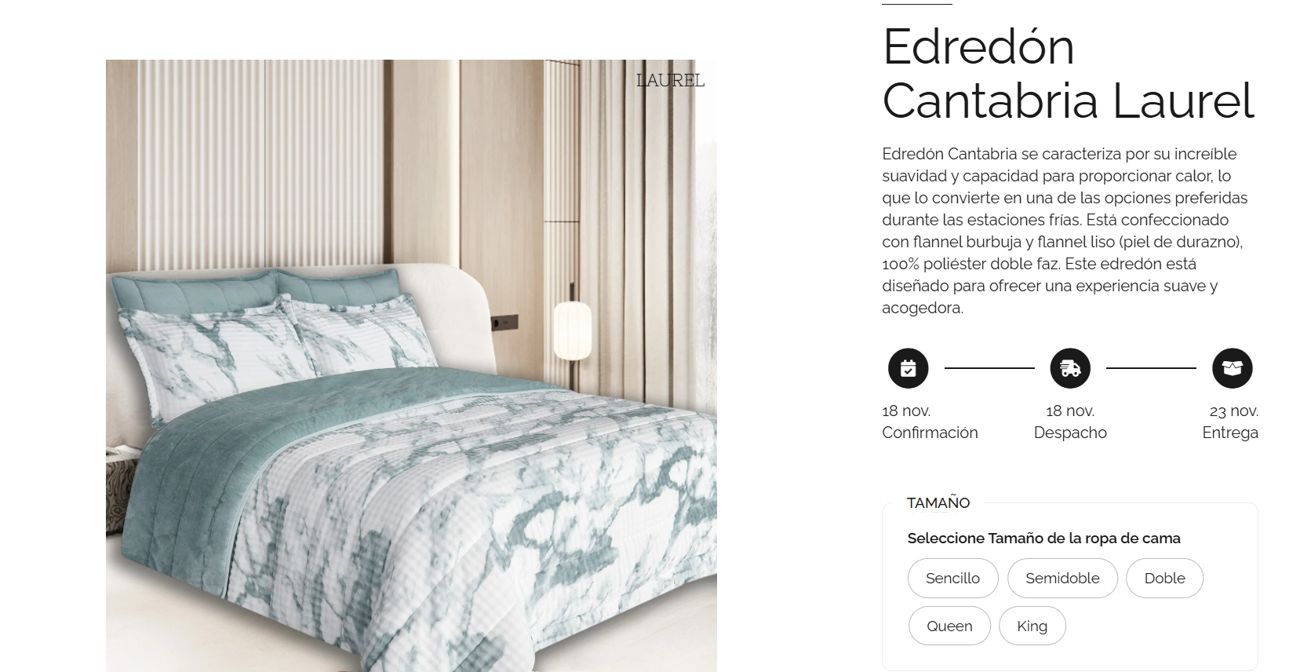 LAUREL
Edredón
Cantabria Laurel
Edredón Cantabria se caracteriza por su increíble
suavidad y capacidad para proporcionar calor, lo
que lo convierte en una de las opciones preferidas
durante las estaciones frías. Está confeccionado
con flannel burbuja y flannel liso (piel de durazno),
100% poliéster doble faz. Este edredón está
diseñado para ofrecer una experiencia suave y
acogedora.
18 nov.
Confirmación
18 nov.
Despacho
23 nov.
Entrega
TAMAÑO
Seleccione Tamaño de la ropa de cama
Sencillo
Semidoble
Doble
Queen
King